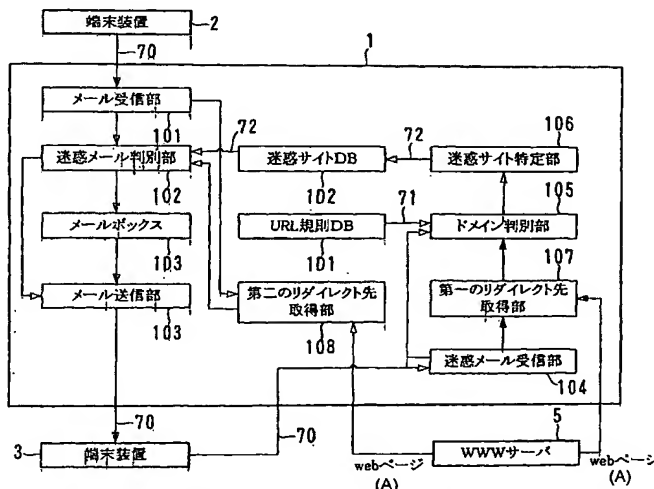 端末装置
2
70
1
メール受信部
101
迷惑メール判別部
102
72
迷惑サイトDB
102
72
迷惑サイト特定部
106
メールボックス
103
URL規則DB
101
71
ドメイン判別部
105
メール送信部
103
第二のリダイレクト先
取得部
108
第一のリダイレクト先
取得部
107
迷惑メール受信部
104
70
3
端末装置
70
5
WWWサーバ
webページ
(A)
webページ
(A)